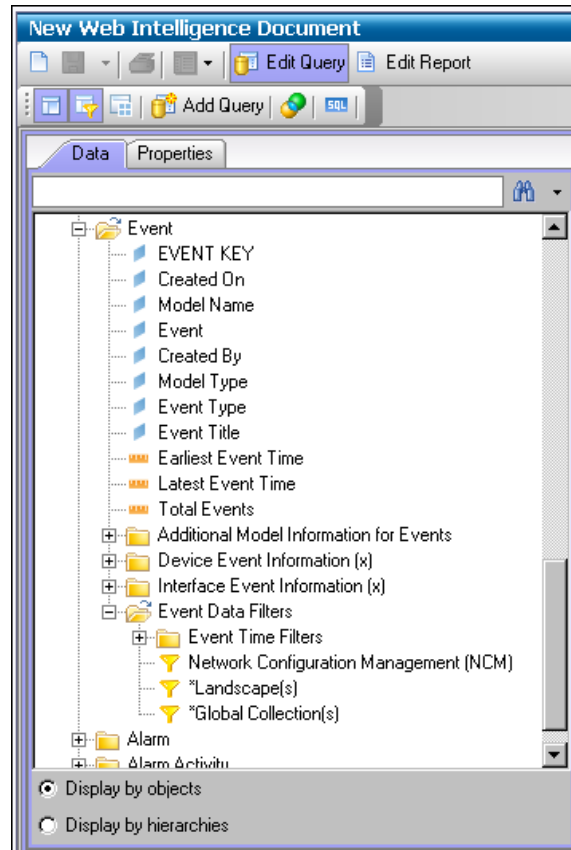 New Web Intelligence Document
Edit Query Edit Report
Add Query SQL
Data Properties
Event
EVENT KEY
Created On
Model Name
Event
Created By
Model Type
Event Type
Event Title
Earliest Event Time
Latest Event Time
Total Events
Additional Model Information for Events
Device Event Information (x)
Interface Event Information (x)
Event Data Filters
Event Time Filters
Network Configuration Management (NCM)
*Landscape(s)
*Global Collection(s)
Alarm
Alarm Activity
Display by objects
Display by hierarchies